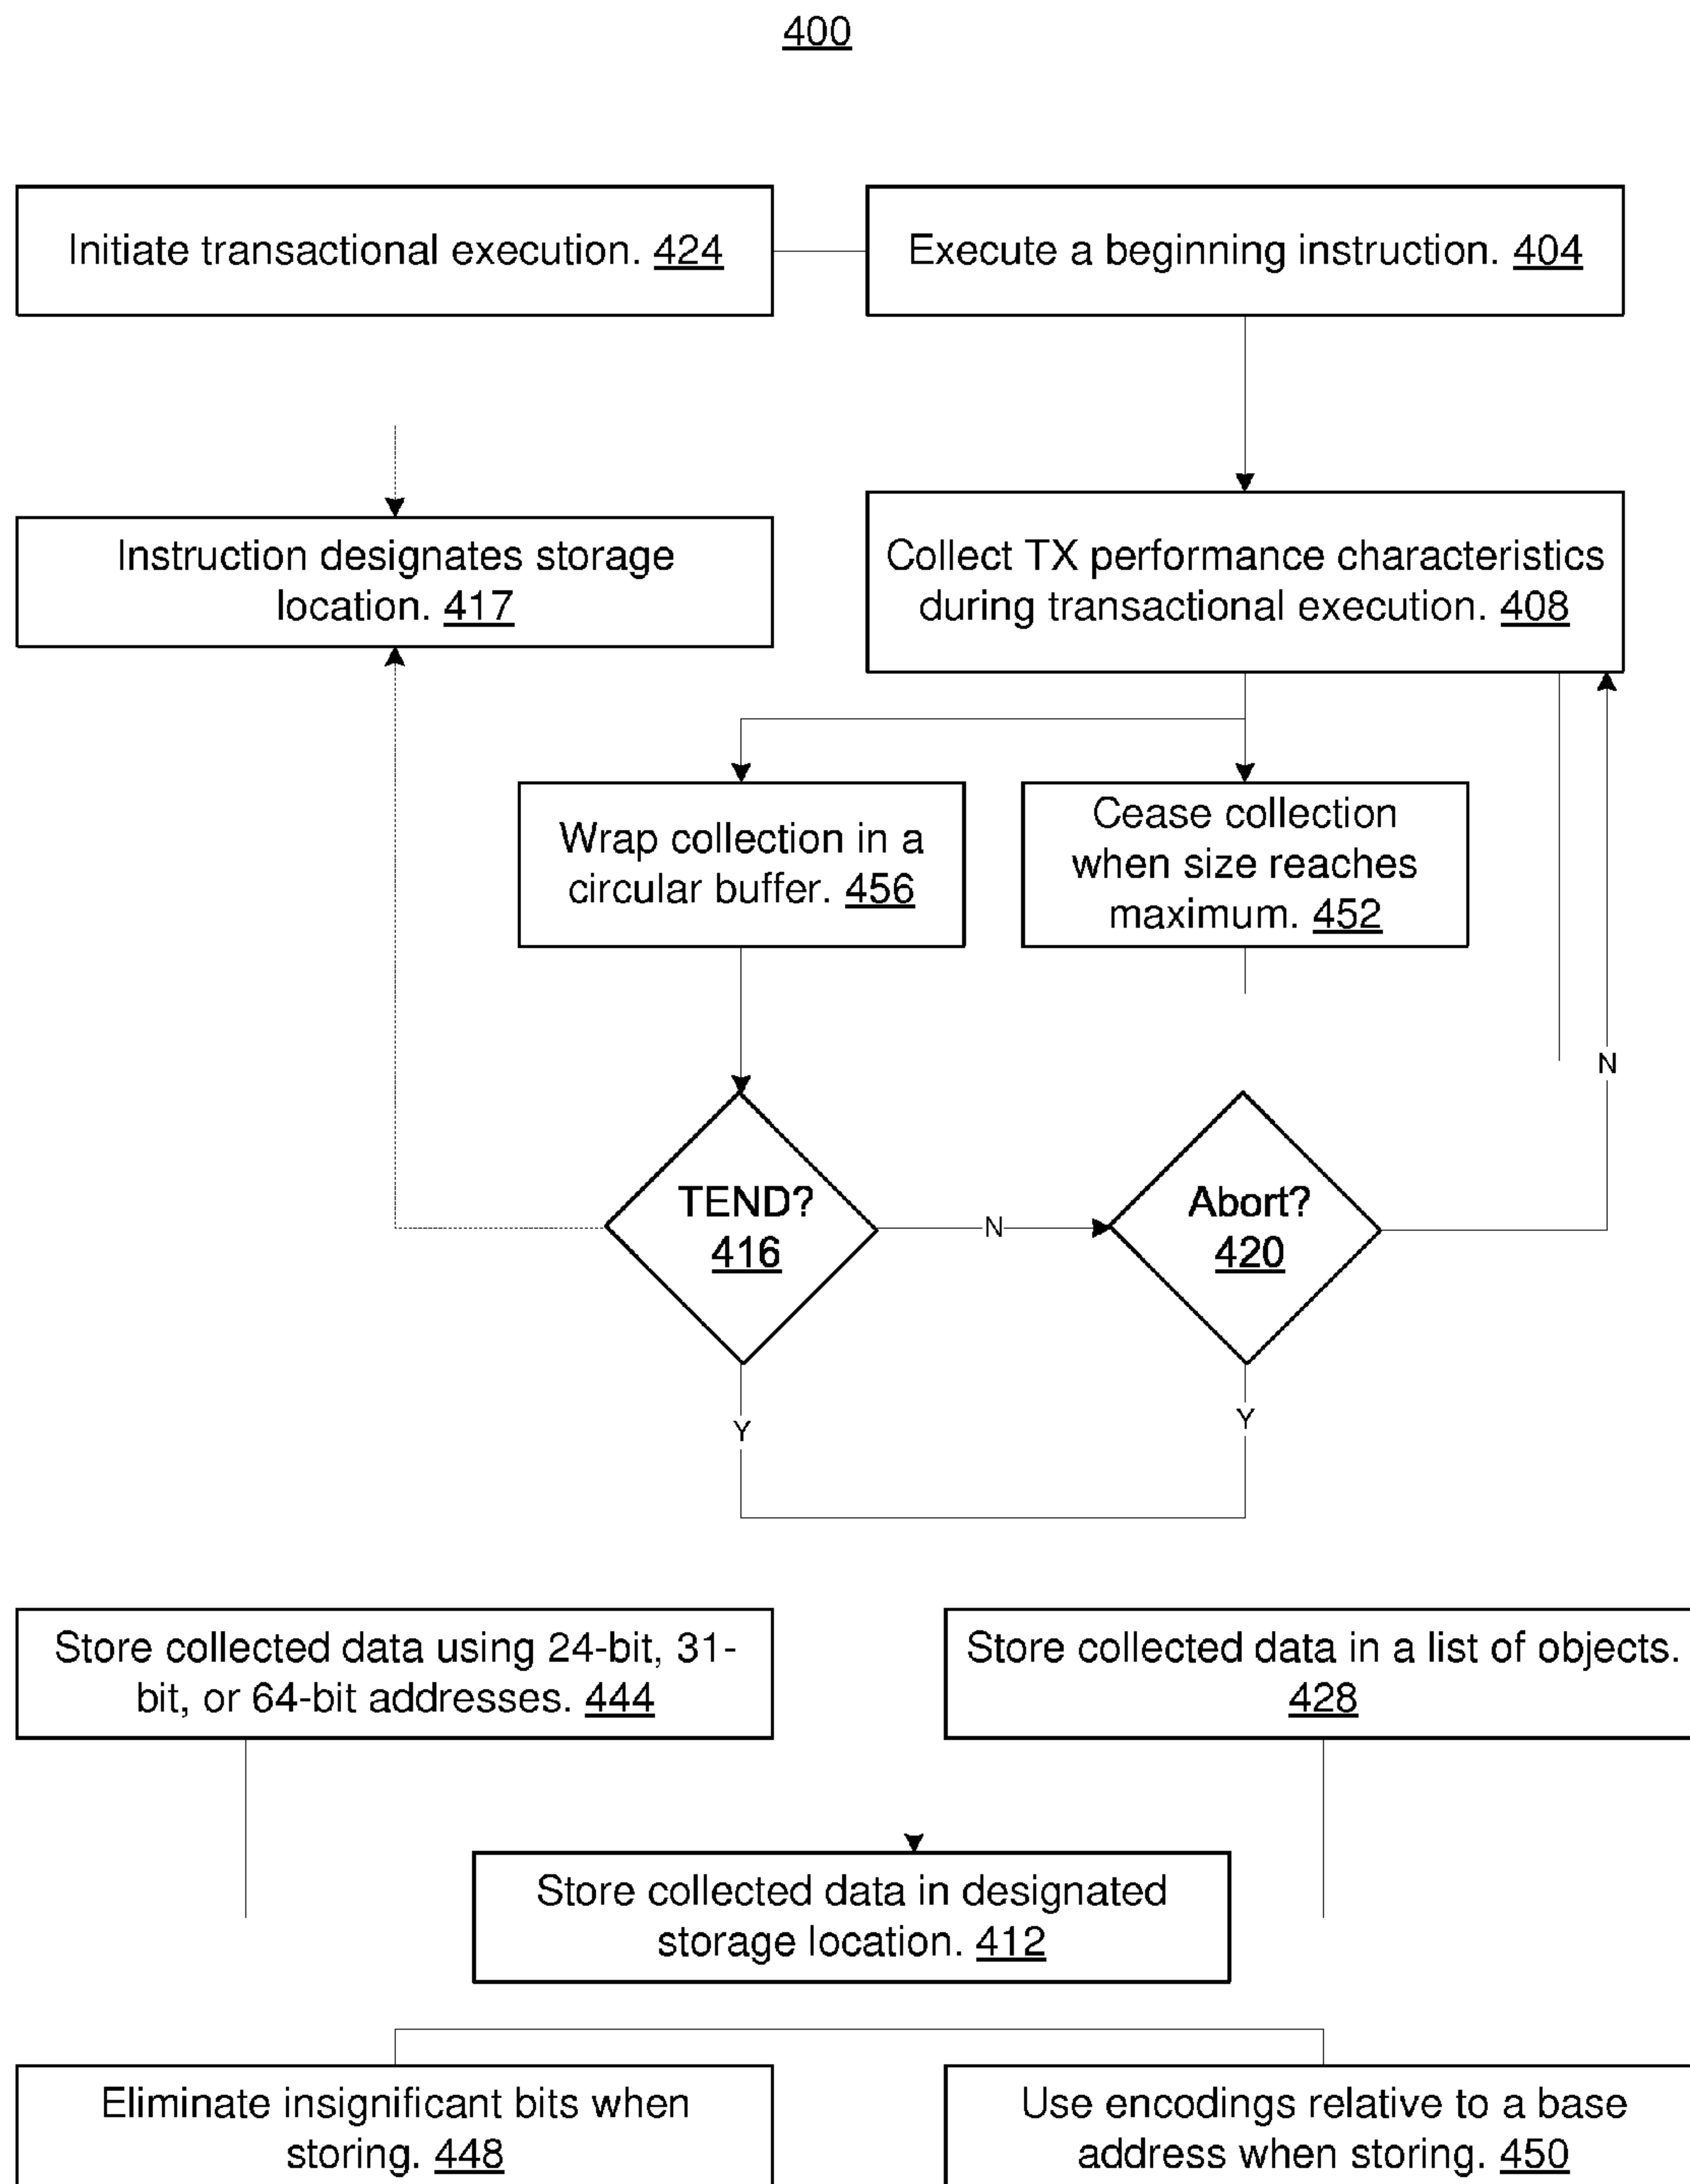 400
Initiate transactional execution. 424
Execute a beginning instruction. 404
Instruction designates storage
location. 417
Collect TX performance characteristics
during transactional execution. 408
Wrap collection in a
circular buffer. 456
Cease collection
when size reaches
maximum. 452
N
TEND?
416
N
Abort?
420
Y
Y
Store collected data using 24-bit, 31-
bit, or 64-bit addresses. 444
Store collected data in a list of objects.
428
Store collected data in designated
storage location. 412
Eliminate insignificant bits when
storing. 448
Use encodings relative to a base
address when storing. 450